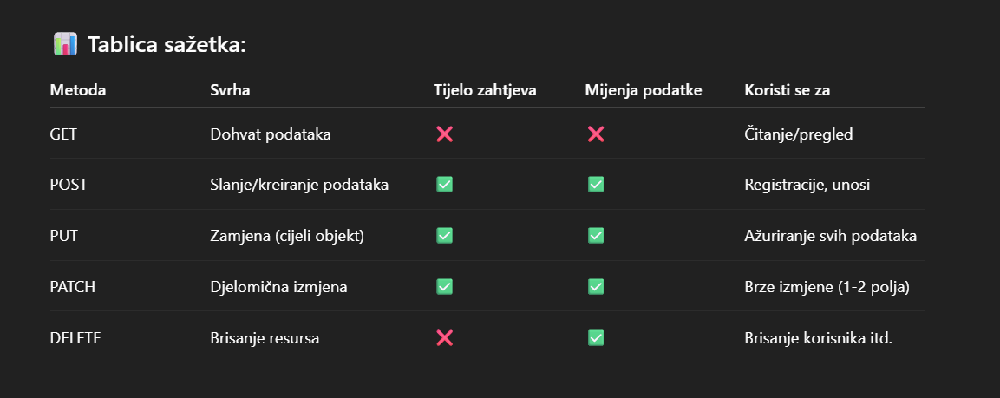 📊 Tablica sažetka:
Metoda Svrha Tijelo zahtjeva Mijenja podatke Koristi se za
GET Dohvat podataka ❌ ❌ Čitanje/pregled
POST Slanje/kreiranje podataka ✅ ✅ Registracije, unosi
PUT Zamjena (cijeli objekt) ✅ ✅ Ažuriranje svih podataka
PATCH Djelomična izmjena ✅ ✅ Brze izmjene (1-2 polja)
DELETE Brisanje resursa ❌ ✅ Brisanje korisnika itd.